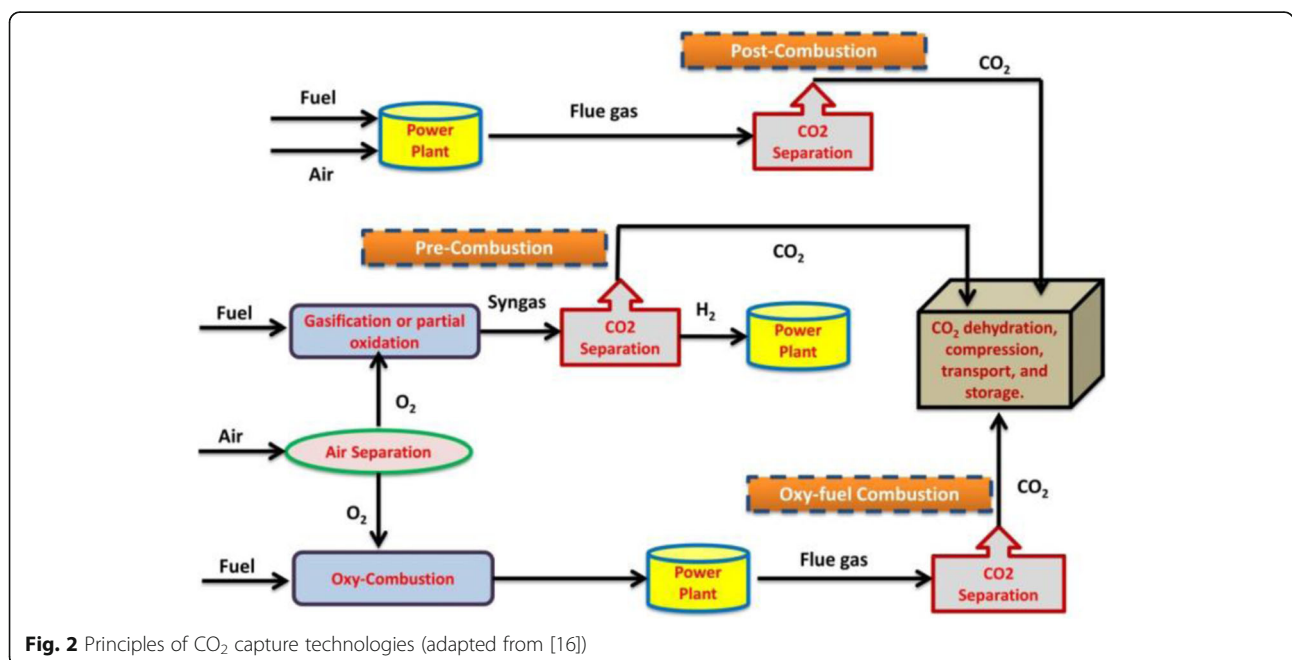 Post-Combustion
CO₂
Fuel
Power
Plant
Flue gas
CO2
Separation
Air
Pre-Combustion
CO₂
Fuel
Gasification or partial
oxidation
Syngas
CO2
Separation
H₂
Power
Plant
CO₂ dehydration,
compression,
transport, and
storage.
O₂
Air
Air Separation
O₂
Oxy-fuel Combustion
CO₂
Fuel
Oxy-Combustion
Power
Plant
Flue gas
CO2
Separation
Fig. 2 Principles of CO₂ capture technologies (adapted from [16])